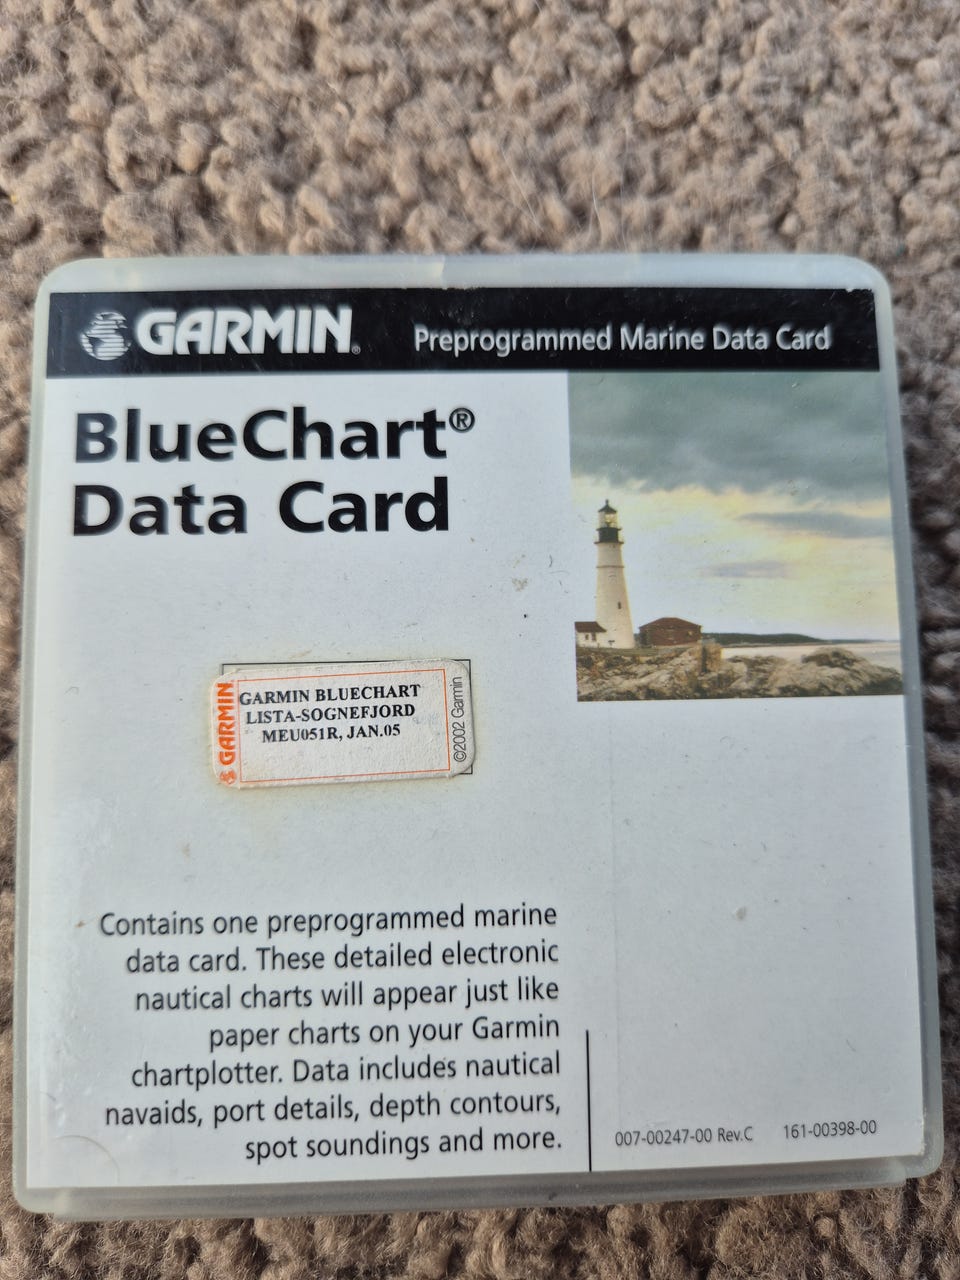 GARMIN®
Preprogrammed Marine Data Card
BlueChart®
Data Card
GARMIN
GARMIN BLUECHART
LISTA-SOGNEFJORD
MEU051R, JAN.05
©2002 Garmin
Contains one preprogrammed marine
data card. These detailed electronic
nautical charts will appear just like
paper charts on your Garmin
chartplotter. Data includes nautical
navaids, port details, depth contours,
spot soundings and more.
007-00247-00 Rev.C 161-00398-00